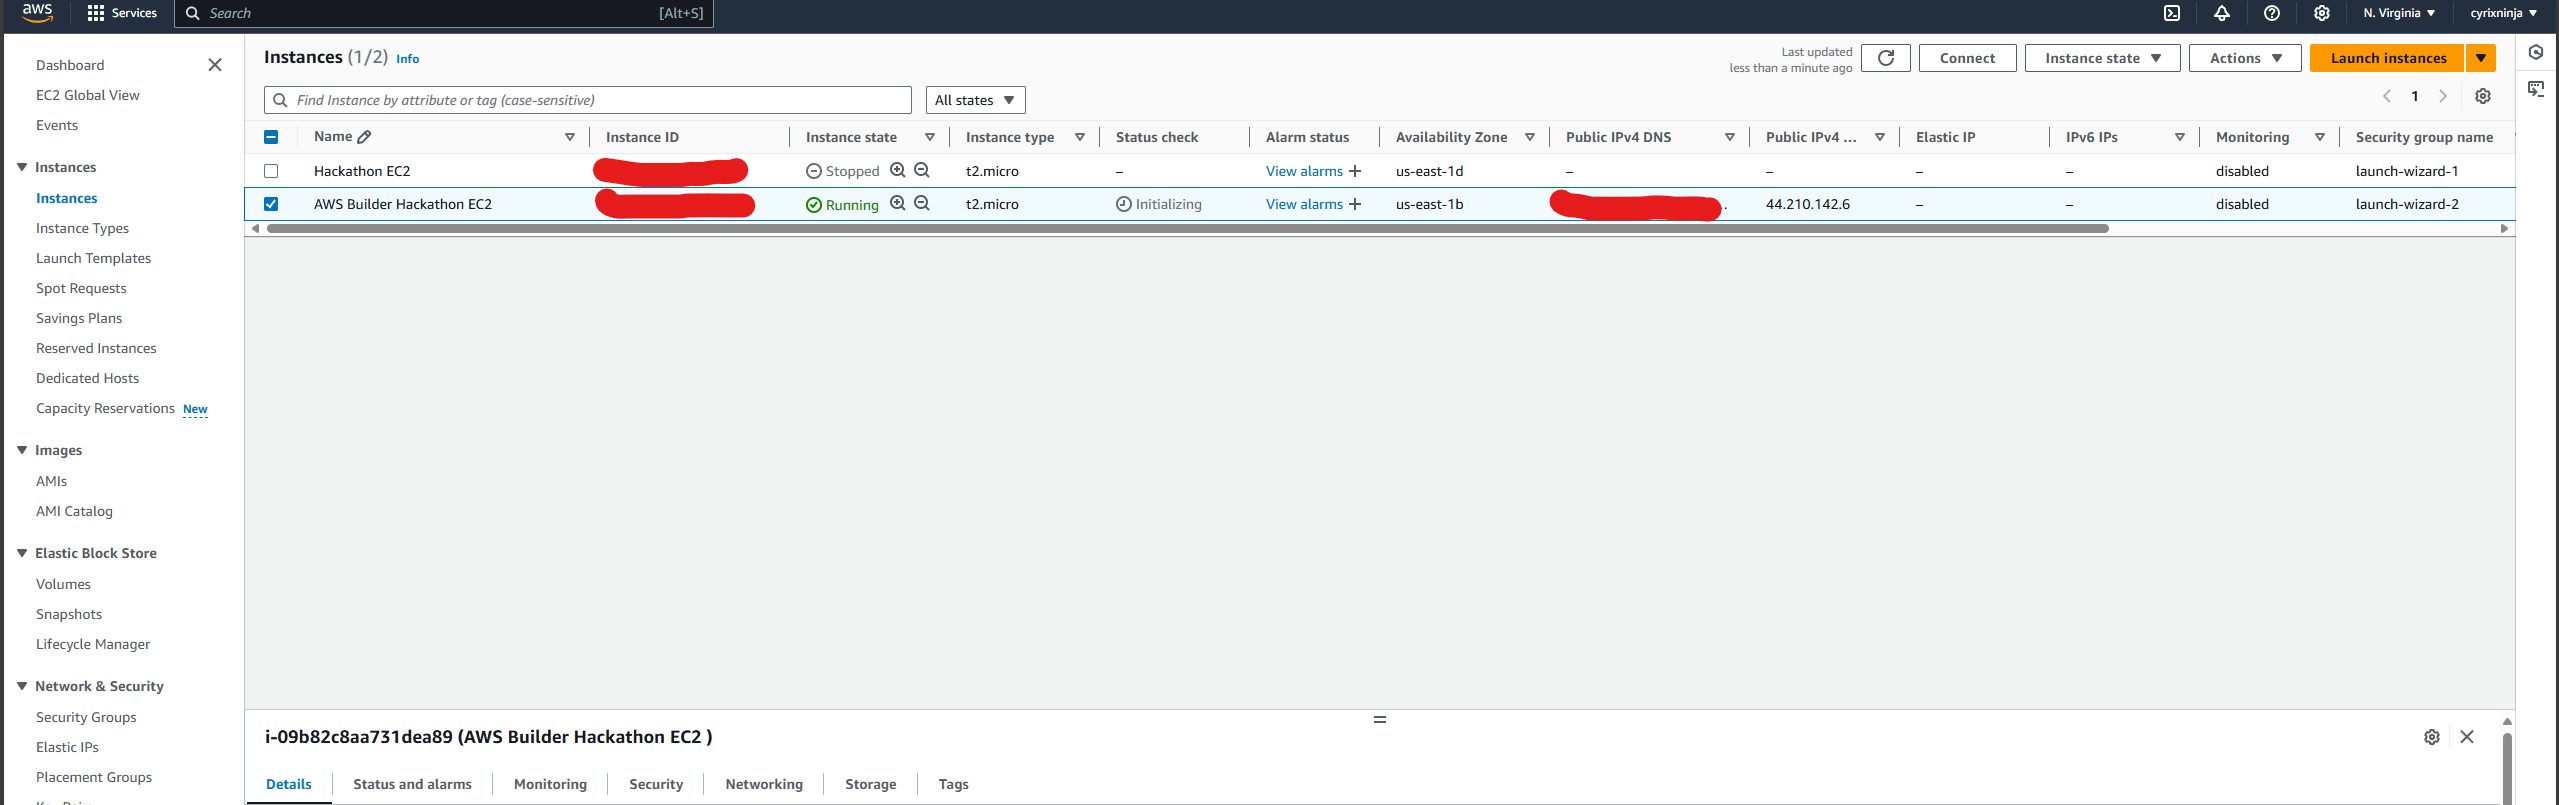 aws Services Search [Alt+S] N. Virginia cyrixninja
Dashboard
EC2 Global View
Events
Instances
Instances
Instance Types
Launch Templates
Spot Requests
Savings Plans
Reserved Instances
Dedicated Hosts
Capacity Reservations New
Images
AMIs
AMI Catalog
Elastic Block Store
Volumes
Snapshots
Lifecycle Manager
Network & Security
Security Groups
Elastic IPs
Placement Groups
Instances (1/2) Info
Last updated
less than a minute ago
Connect Instance state Actions Launch instances
Find Instance by attribute or tag (case-sensitive) All states 1
Name Instance ID Instance state Instance type Status check Alarm status Availability Zone Public IPv4 DNS Public IPv4 ... Elastic IP IPv6 IPs Monitoring Security group name
Hackathon EC2 Stopped t2.micro – View alarms + us-east-1d – – – – disabled launch-wizard-1
AWS Builder Hackathon EC2 Running t2.micro Initializing View alarms + us-east-1b . 44.210.142.6 – – disabled launch-wizard-2
i-09b82c8aa731dea89 (AWS Builder Hackathon EC2 )
Details Status and alarms Monitoring Security Networking Storage Tags